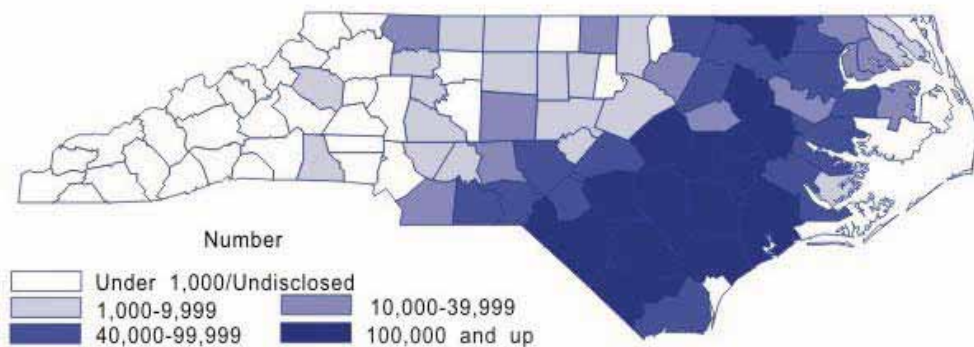 Number
Under 1,000/Undisclosed
1,000-9,999
10,000-39,999
40,000-99,999
100,000 and up